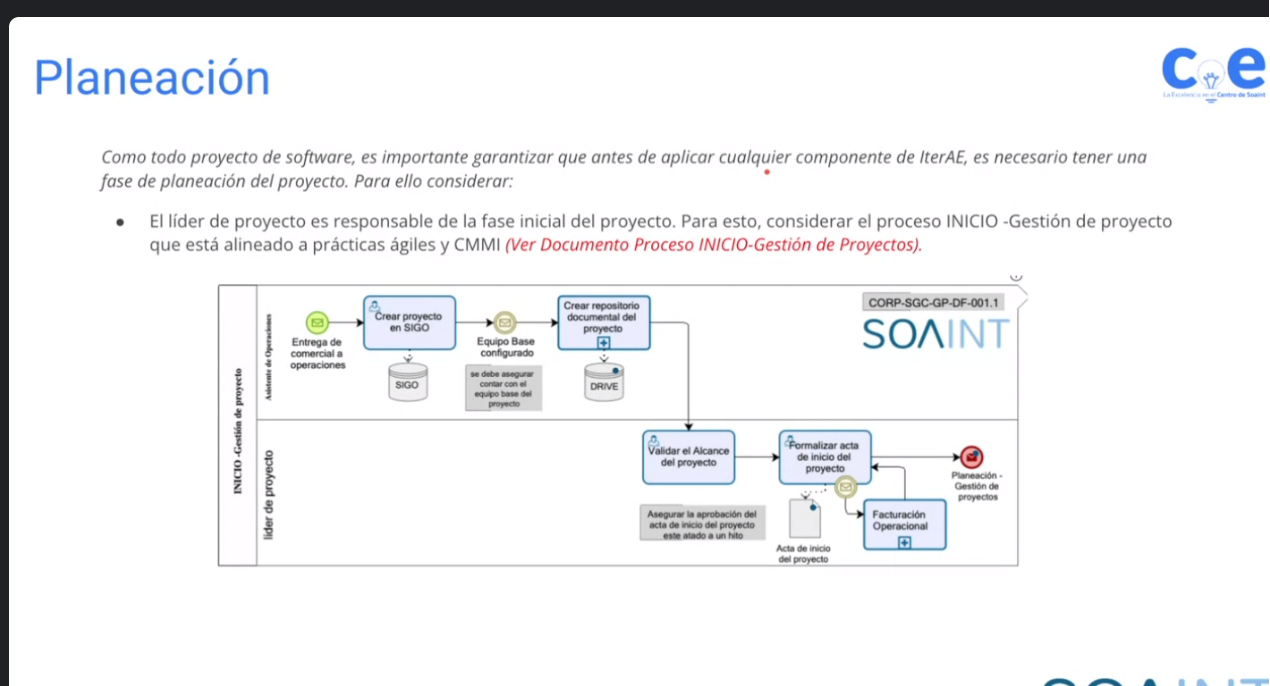 Planeación
Coe
La Excelencia en el Centro de Soaint
Como todo proyecto de software, es importante garantizar que antes de aplicar cualquier componente de IterAE, es necesario tener una
fase de planeación del proyecto. Para ello considerar:
• El líder de proyecto es responsable de la fase inicial del proyecto. Para esto, considerar el proceso INICIO -Gestión de proyecto
que está alineado a prácticas ágiles y CMMI (Ver Documento Proceso INICIO-Gestión de Proyectos).
CORP-SGC-GP-DF-001.1
SOAINT
INICIO -Gestión de proyecto
Asistente de Operaciones
Entrega de
comercial a
operaciones
Crear proyecto
en SIGO
SIGO
Equipo Base
configurado
se debe asegurar
contar con el
equipo base del
proyecto
Crear repositorio
documental del
proyecto
DRIVE
lider de proyecto
Validar el Alcance
del proyecto
Asegurar la aprobación del
acta de inicio del proyecto
este atado a un hito
Formalizar acta
de inicio del
proyecto
Acta de inicio
del proyecto
Facturación
Operacional
Planeación -
Gestión de
proyectos